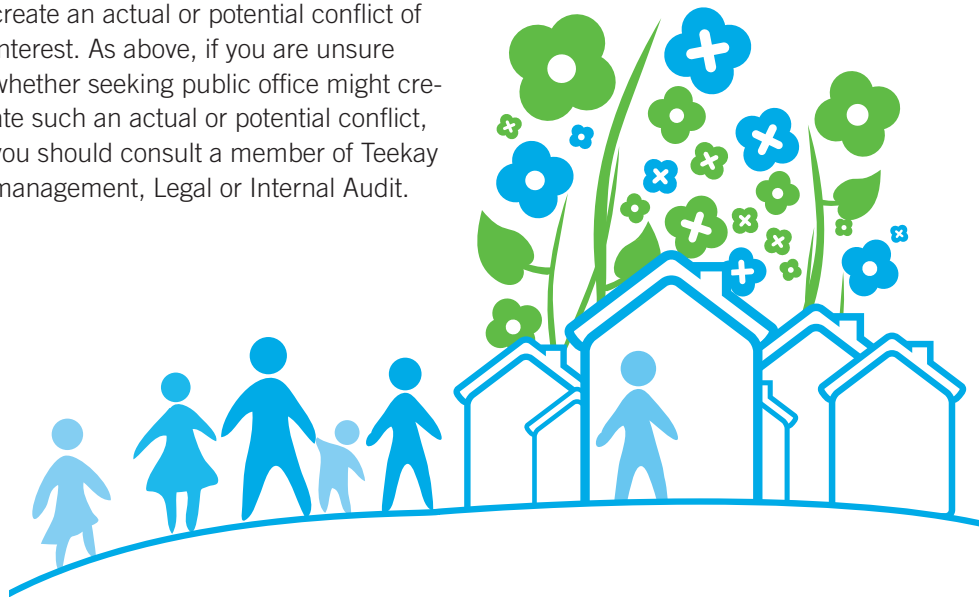 create an actual or potential conflict of
interest. As above, if you are unsure
whether seeking public office might cre-
ate such an actual or potential conflict,
you should consult a member of Teekay
management, Legal or Internal Audit.